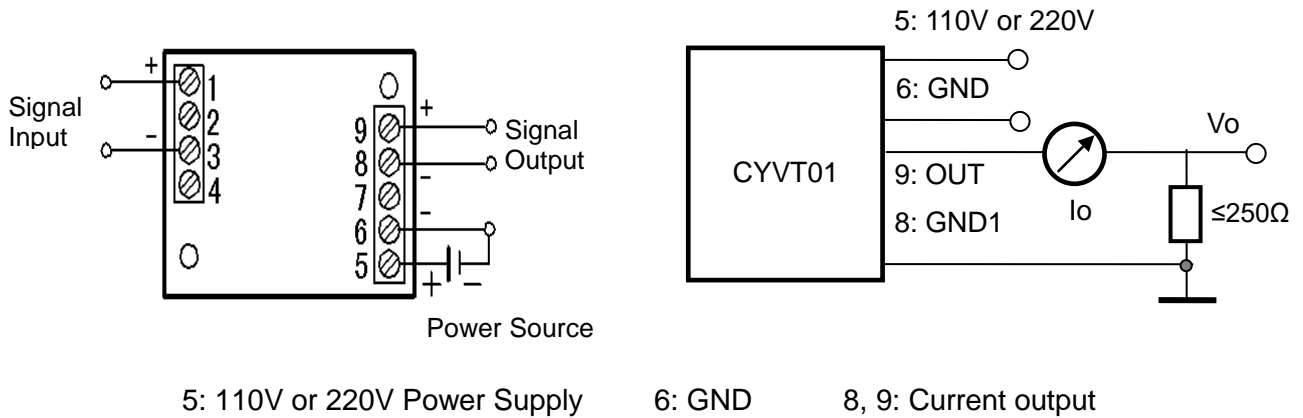 Signal
Input
+
-
1
2
3
4
9
8
7
6
5
+
-
-
+ -
Signal
Output
Power Source
CYVT01
5: 110V or 220V
6: GND
9: OUT
8: GND1
Io
Vo
≤250Ω
5: 110V or 220V Power Supply 6: GND 8, 9: Current output